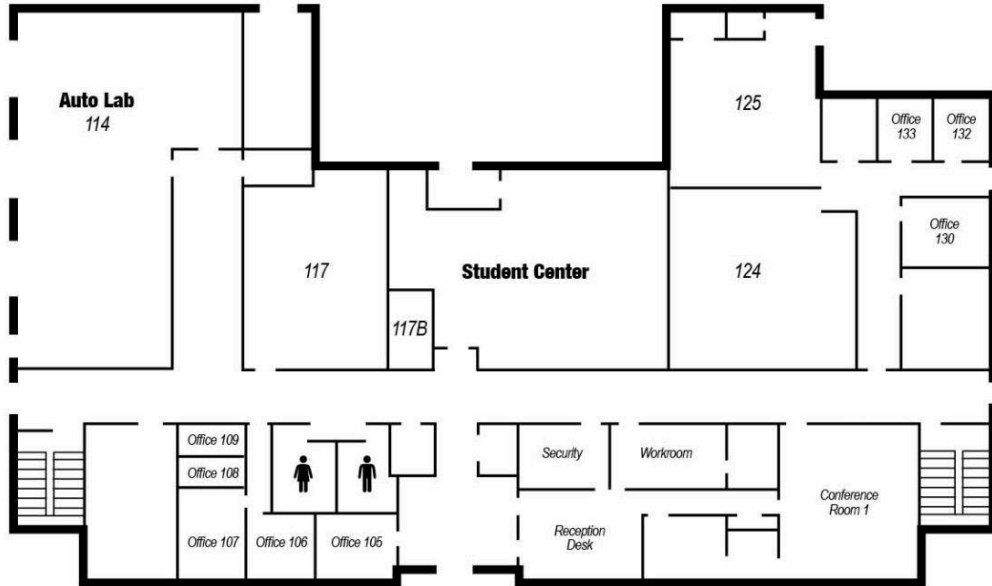 Auto Lab
114
125
Office
133
Office
132
Office
130
117
Student Center
124
117B
Office 109
Office 108
Office 107
Office 106
Office 105
Security
Workroom
Reception
Desk
Conference
Room 1